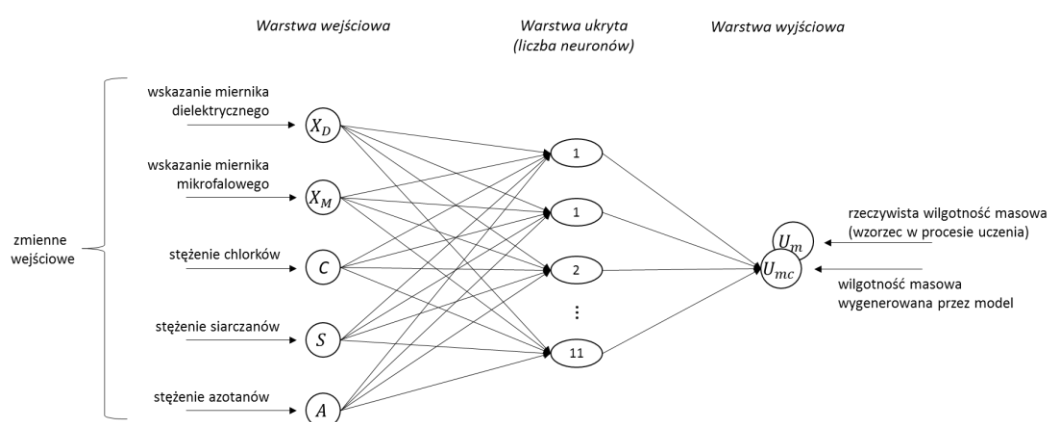 Warstwa wejściowa
Warstwa ukryta
(liczba neuronów)
Warstwa wyjściowa
zmienne
wejściowe
wskazanie miernika
dielektrycznego
X_D
wskazanie miernika
mikrofalowego
X_M
stężenie chlorków
C
stężenie siarczanów
S
stężenie azotanów
A
1
1
2
⋮
11
U_m
U_mc
rzeczywista wilgotność masowa
(wzorzec w procesie uczenia)
wilgotność masowa
wygenerowana przez model